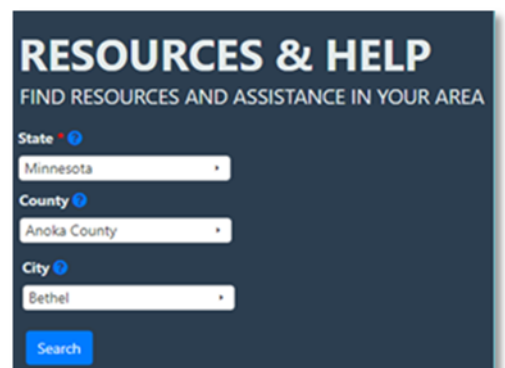 RESOURCES & HELP
FIND RESOURCES AND ASSISTANCE IN YOUR AREA
State * ?
Minnesota
County ?
Anoka County
City ?
Bethel
Search